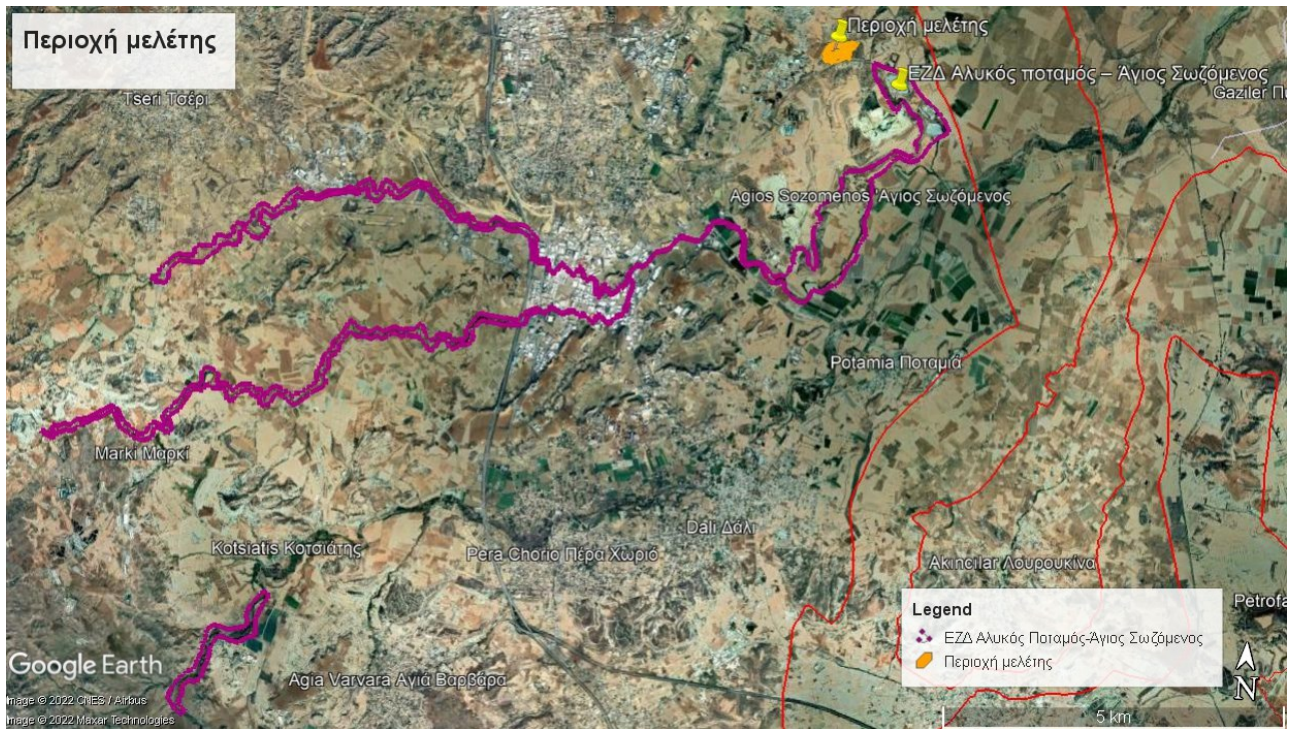 Περιοχή μελέτης
Περιοχή μελέτης
ΕΖΔ Αλυκός ποταμός – Άγιος Σωζόμενος
Tseri Τσέρι
Gaziler
Agios Sozomenos Άγιος Σωζόμενος
Potamia Ποταμιά
Marki Μαρκί
Dali Δάλι
Kotsiatis Κοτσιάτης
Pera Chorio Πέρα Χωριό
Akincilar Λουρουκίνα
Legend
ΕΖΔ Αλυκός Ποταμός-Άγιος Σωζόμενος
Περιοχή μελέτης
Petrofa
Google Earth
Agia Varvara Αγιά Βαρβάρα
Image © 2022 CNES / Airbus
Image © 2022 Maxar Technologies
N
5 km